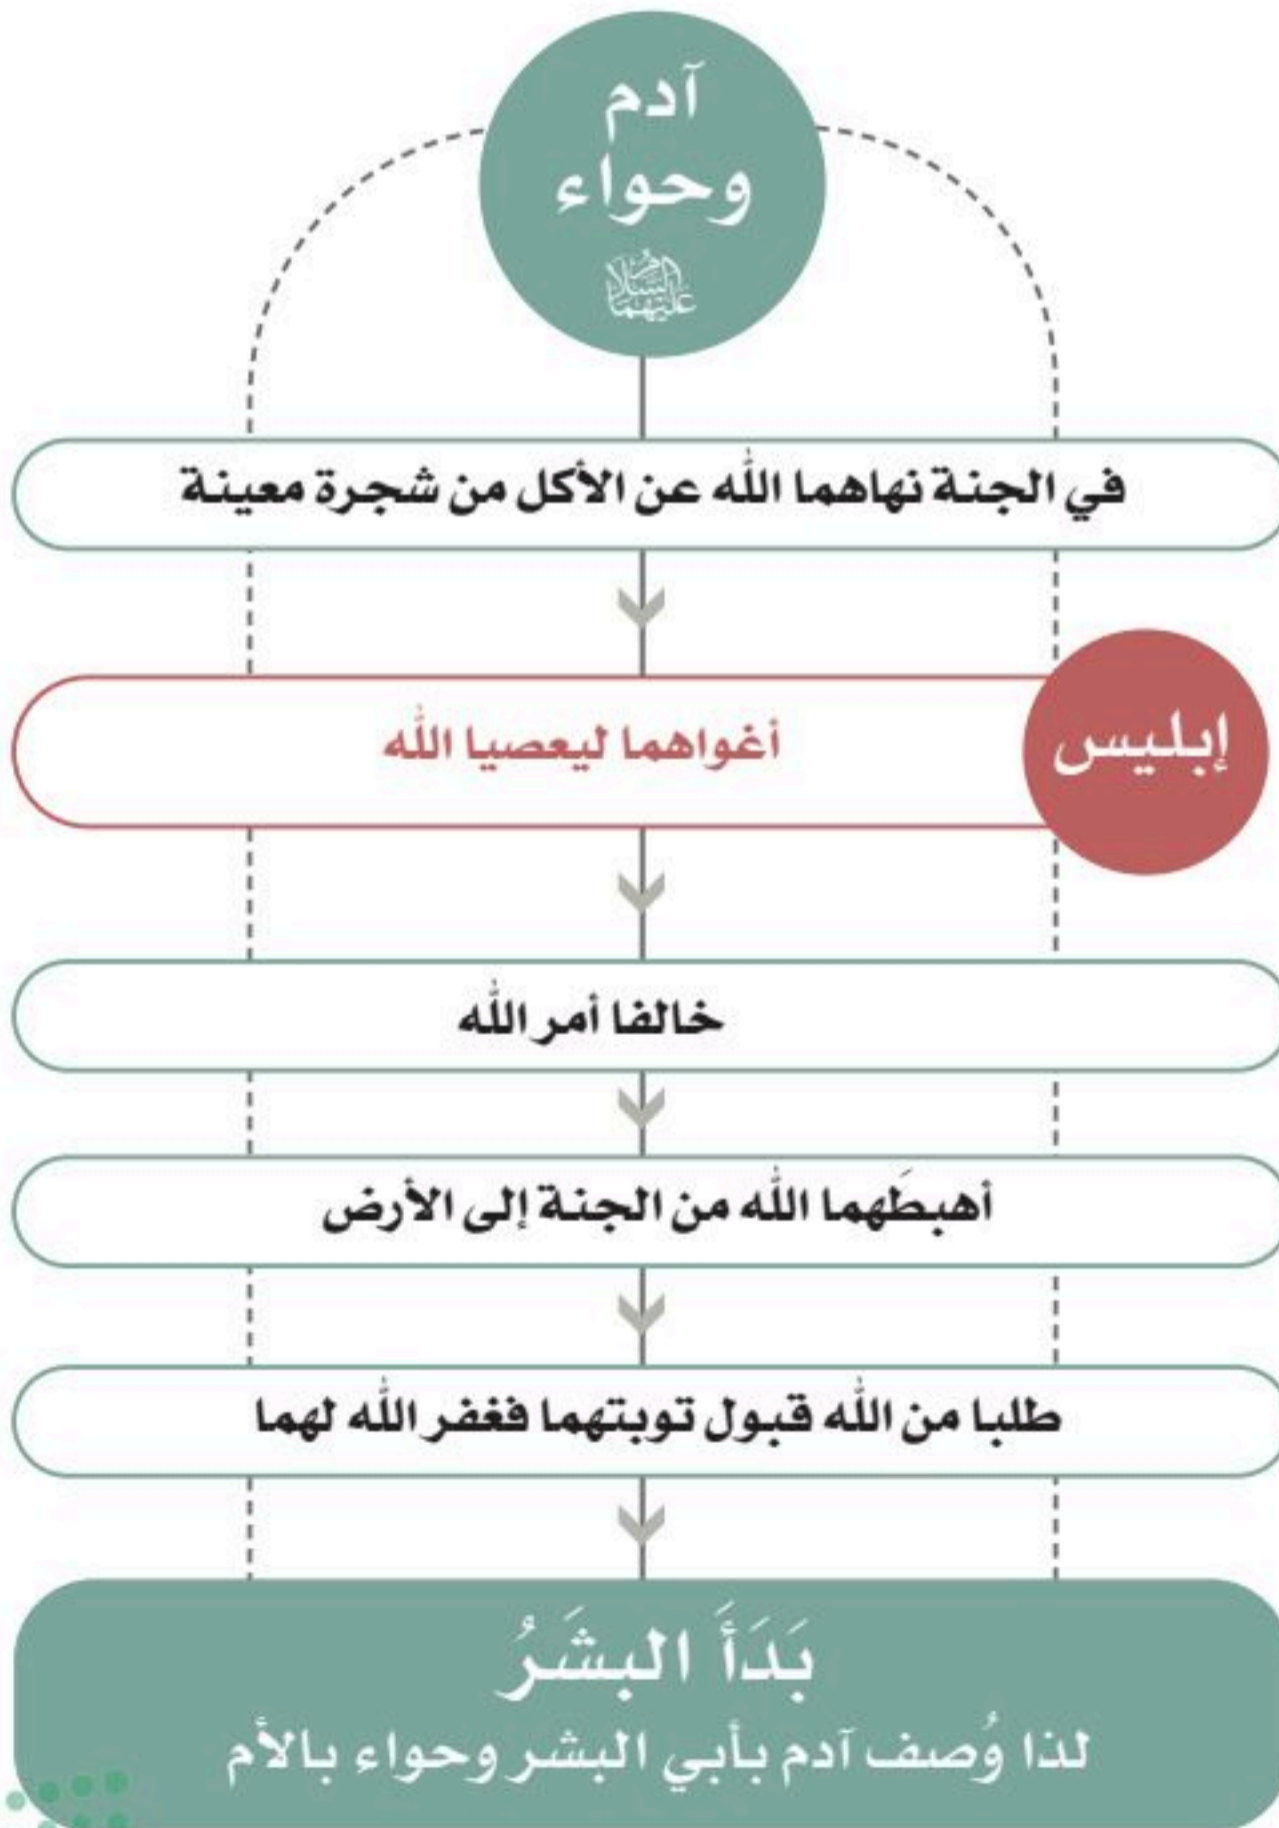 آدم
وحواء
عليهما السلام
في الجنة نهاهما الله عن الأكل من شجرة معينة
إبليس
أغواهما ليعصيا الله
خالفا أمر الله
أهبطَهما الله من الجنة إلى الأرض
طلبا من الله قبول توبتهما فغفر الله لهما
بَدَأَ البشَرُ
لذا وُصف آدم بأبي البشر وحواء بالأم